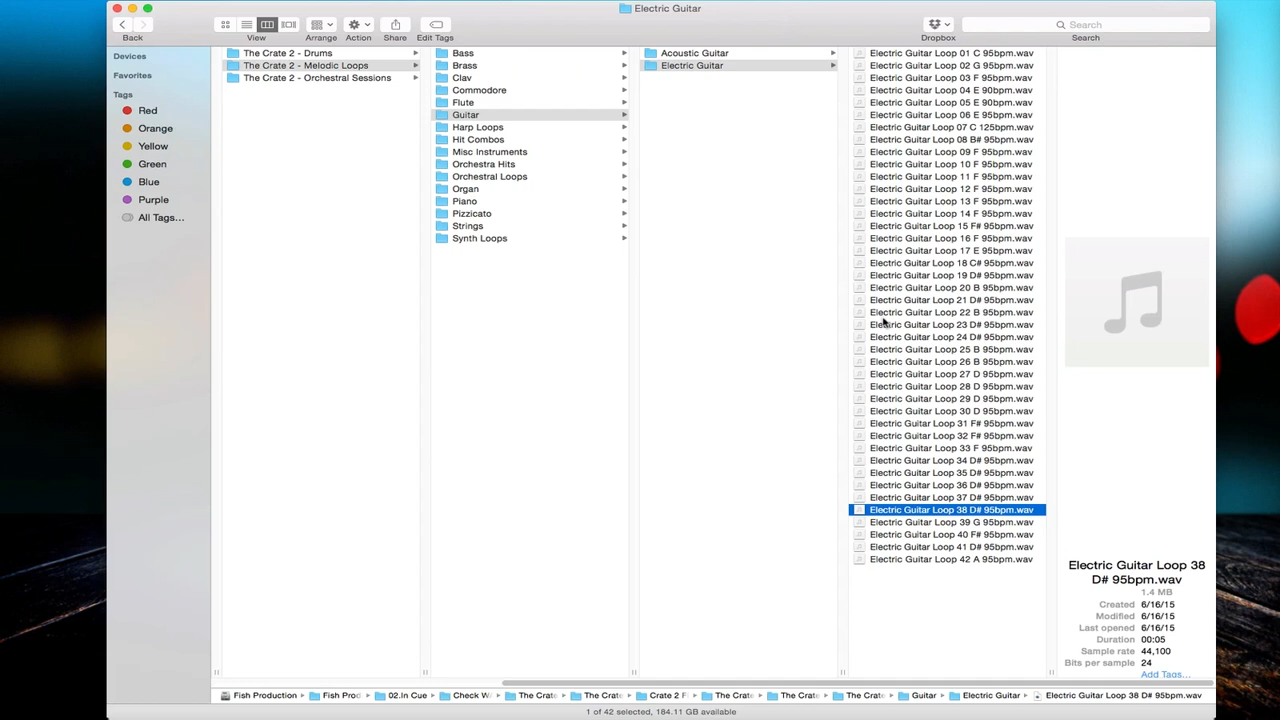 Electric Guitar
Back
View
Arrange
Action
Share
Edit Tags
Dropbox
Search
Search
Devices
Favorites
Tags
Red
Orange
Yellow
Green
Blue
Purple
All Tags...
The Crate 2 - Drums
The Crate 2 - Melodic Loops
The Crate 2 - Orchestral Sessions
Bass
Brass
Clav
Commodore
Flute
Guitar
Harp Loops
Hit Combos
Misc Instruments
Orchestra Hits
Orchestral Loops
Organ
Piano
Pizzicato
Strings
Synth Loops
Acoustic Guitar
Electric Guitar
Electric Guitar Loop 01 C 95bpm.wav
Electric Guitar Loop 02 G 95bpm.wav
Electric Guitar Loop 03 F 95bpm.wav
Electric Guitar Loop 04 E 90bpm.wav
Electric Guitar Loop 05 E 90bpm.wav
Electric Guitar Loop 06 E 95bpm.wav
Electric Guitar Loop 07 C 125bpm.wav
Electric Guitar Loop 08 B# 95bpm.wav
Electric Guitar Loop 09 F 95bpm.wav
Electric Guitar Loop 10 F 95bpm.wav
Electric Guitar Loop 11 F 95bpm.wav
Electric Guitar Loop 12 F 95bpm.wav
Electric Guitar Loop 13 F 95bpm.wav
Electric Guitar Loop 14 F 95bpm.wav
Electric Guitar Loop 15 F# 95bpm.wav
Electric Guitar Loop 16 F 95bpm.wav
Electric Guitar Loop 17 E 95bpm.wav
Electric Guitar Loop 18 C# 95bpm.wav
Electric Guitar Loop 19 D# 95bpm.wav
Electric Guitar Loop 20 B 95bpm.wav
Electric Guitar Loop 21 D# 95bpm.wav
Electric Guitar Loop 22 B 95bpm.wav
Electric Guitar Loop 23 D# 95bpm.wav
Electric Guitar Loop 24 D# 95bpm.wav
Electric Guitar Loop 25 B 95bpm.wav
Electric Guitar Loop 26 B 95bpm.wav
Electric Guitar Loop 27 D 95bpm.wav
Electric Guitar Loop 28 D 95bpm.wav
Electric Guitar Loop 29 D 95bpm.wav
Electric Guitar Loop 30 D 95bpm.wav
Electric Guitar Loop 31 F# 95bpm.wav
Electric Guitar Loop 32 F# 95bpm.wav
Electric Guitar Loop 33 F 95bpm.wav
Electric Guitar Loop 34 D# 95bpm.wav
Electric Guitar Loop 35 D# 95bpm.wav
Electric Guitar Loop 36 D# 95bpm.wav
Electric Guitar Loop 37 D# 95bpm.wav
Electric Guitar Loop 38 D# 95bpm.wav
Electric Guitar Loop 39 G 95bpm.wav
Electric Guitar Loop 40 F# 95bpm.wav
Electric Guitar Loop 41 D# 95bpm.wav
Electric Guitar Loop 42 A 95bpm.wav
Electric Guitar Loop 38
D# 95bpm.wav
1.4 MB
Created 6/16/15
Modified 6/16/15
Last opened 6/16/15
Duration 00:05
Sample rate 44,100
Bits per sample 24
Add Tags...
Fish Production Fish Prod 02.In Cue Check W The Crate The Crate Crate 2 F The Crate The Crate The Crate Guitar Electric Guitar Electric Guitar Loop 38 D# 95bpm.wav
1 of 42 selected, 184.11 GB available